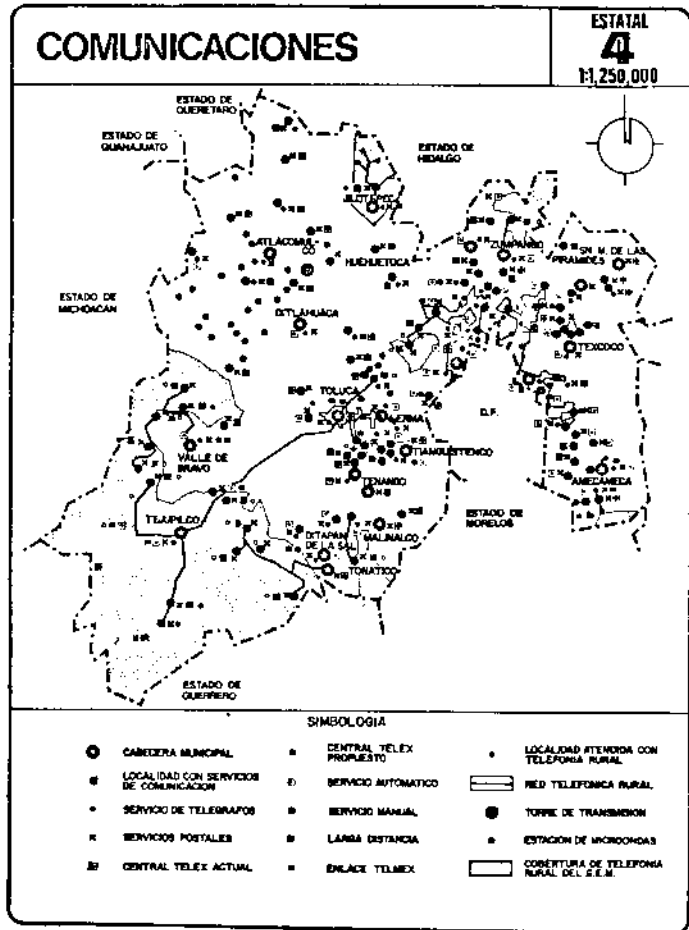 COMUNICACIONES
ESTATAL
4
1:1,250,000
ESTADO DE
QUERETARO
ESTADO DE
GUANAJUATO
ESTADO DE
HIDALGO
JILOTEPEC
ATLACOMUL
ZUMPANGO
SN. M. DE LAS
PIRAMIDES
HUEHUETOCA
ESTADO DE
MICHOACAN
IXTLAHUACA
TEXCOCO
TOLUCA
LERMA
D.F.
TIANGUISTENCO
VALLE DE
BRAVO
TENANGO
AMECAMECA
ESTADO DE
MORELOS
TEJUPILCO
IXTAPAN
DE LA SAL
MALINALCO
TONATICO
ESTADO DE
GUERRERO
SIMBOLOGIA
CABECERA MUNICIPAL
LOCALIDAD CON SERVICIOS
DE COMUNICACION
SERVICIO DE TELEGRAFOS
SERVICIOS POSTALES
CENTRAL TELEX ACTUAL
CENTRAL TELEX
PROPUESTO
SERVICIO AUTOMATICO
SERVICIO MANUAL
LARGA DISTANCIA
ENLACE TELMEX
LOCALIDAD ATENDIDA CON
TELEFONIA RURAL
RED TELEFONICA RURAL
TORRE DE TRANSMISION
ESTACION DE MICROONDAS
COBERTURA DE TELEFONIA
RURAL DEL G.E.M.